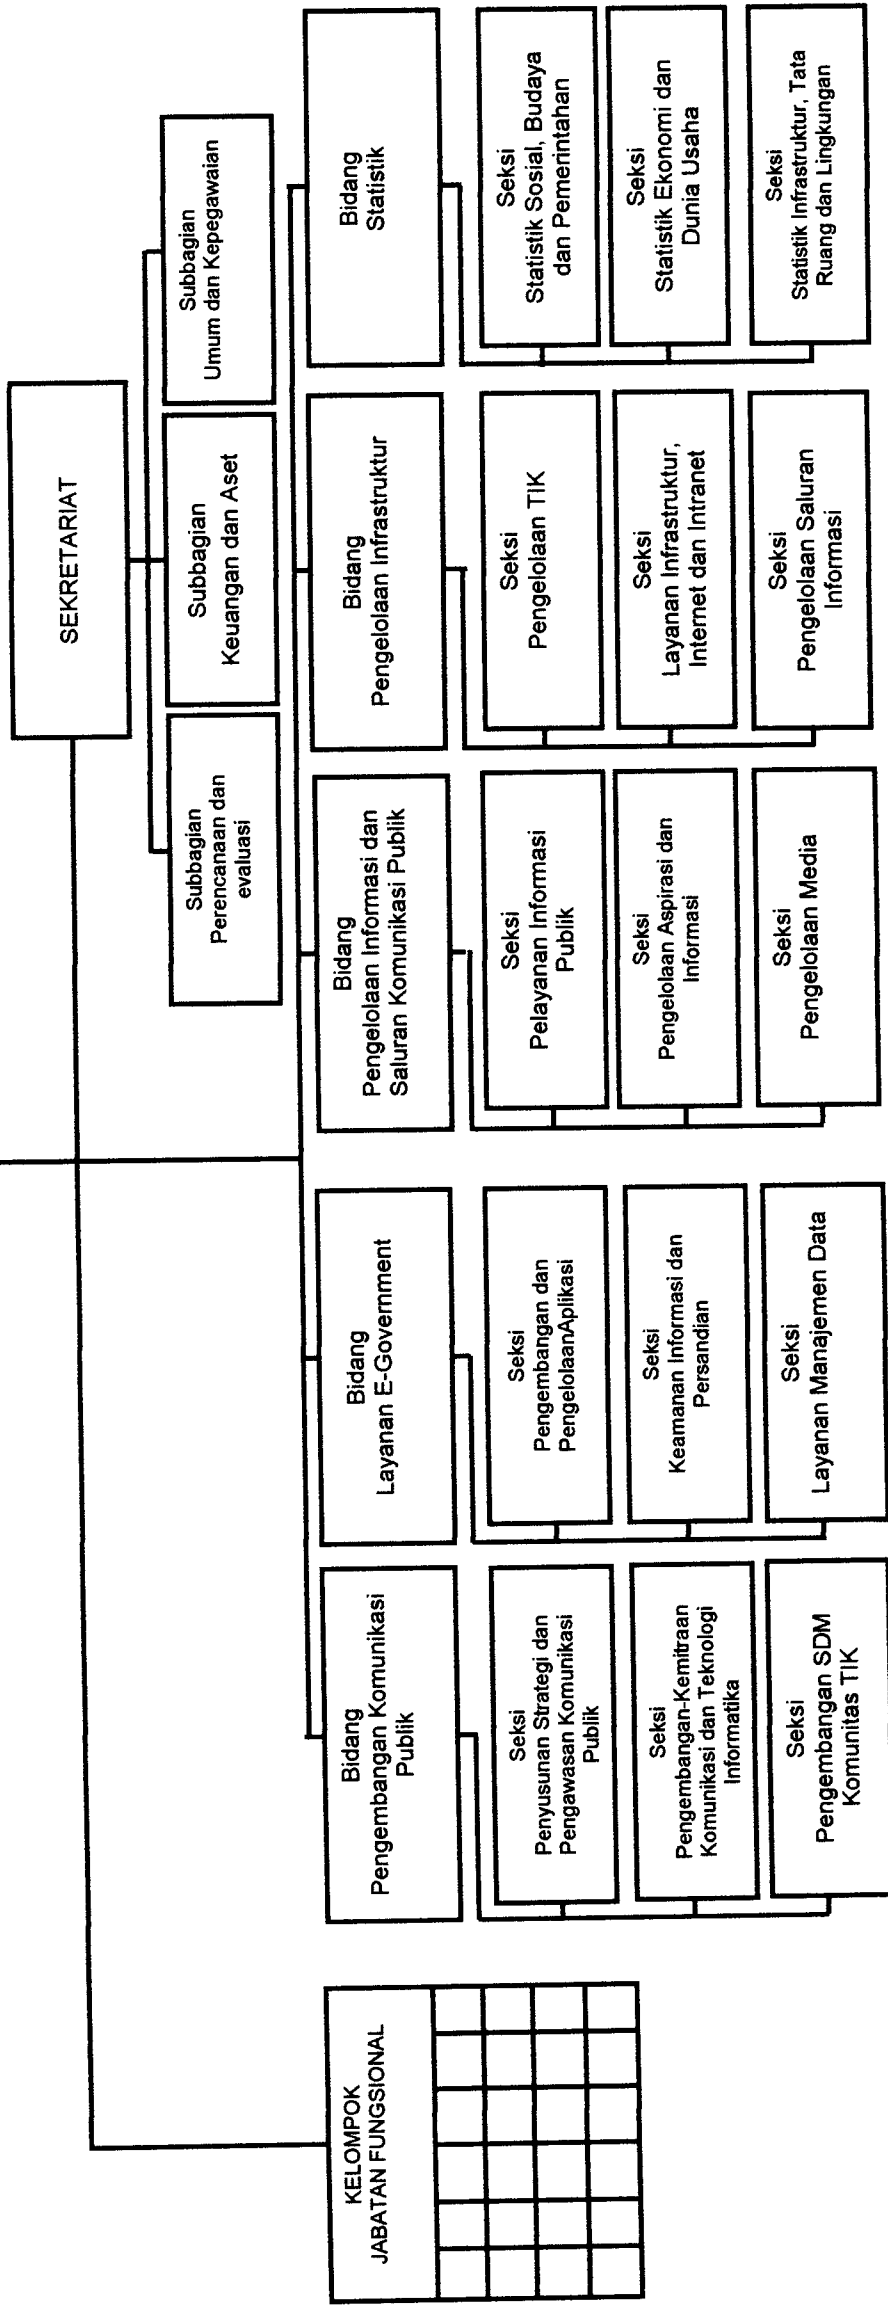 SEKRETARIAT
Subbagian
Perencanaan dan
evaluasi
Subbagian
Keuangan dan Aset
Subbagian
Umum dan Kepegawaian
KELOMPOK
JABATAN FUNGSIONAL
Bidang
Pengembangan Komunikasi
Publik
Seksi
Penyusunan Strategi dan
Pengawasan Komunikasi
Publik
Seksi
Pengembangan-Kemitraan
Komunikasi dan Teknologi
Informatika
Seksi
Pengembangan SDM
Komunitas TIK
Bidang
Layanan E-Government
Seksi
Pengembangan dan
PengelolaanAplikasi
Seksi
Keamanan Informasi dan
Persandian
Seksi
Layanan Manajemen Data
Bidang
Pengelolaan Informasi dan
Saluran Komunikasi Publik
Seksi
Pelayanan Informasi
Publik
Seksi
Pengelolaan Aspirasi dan
Informasi
Seksi
Pengelolaan Media
Bidang
Pengelolaan Infrastruktur
Seksi
Pengelolaan TIK
Seksi
Layanan Infrastruktur,
Internet dan Intranet
Seksi
Pengelolaan Saluran
Informasi
Bidang
Statistik
Seksi
Statistik Sosial, Budaya
dan Pemerintahan
Seksi
Statistik Ekonomi dan
Dunia Usaha
Seksi
Statistik Infrastruktur, Tata
Ruang dan Lingkungan